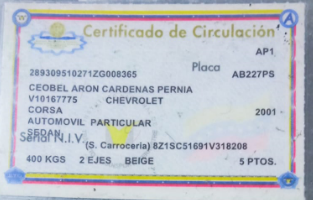 Certificado de Circulación
AP1
Placa
289309510271ZG008365 AB227PS
CEOBEL ARON CARDENAS PERNIA
V10167775 CHEVROLET
CORSA 2001
AUTOMOVIL PARTICULAR
SEDAN
Serial N.I.V. (S. Carroceria) 8Z1SC51691V318208
400 KGS 2 EJES BEIGE 5 PTOS.